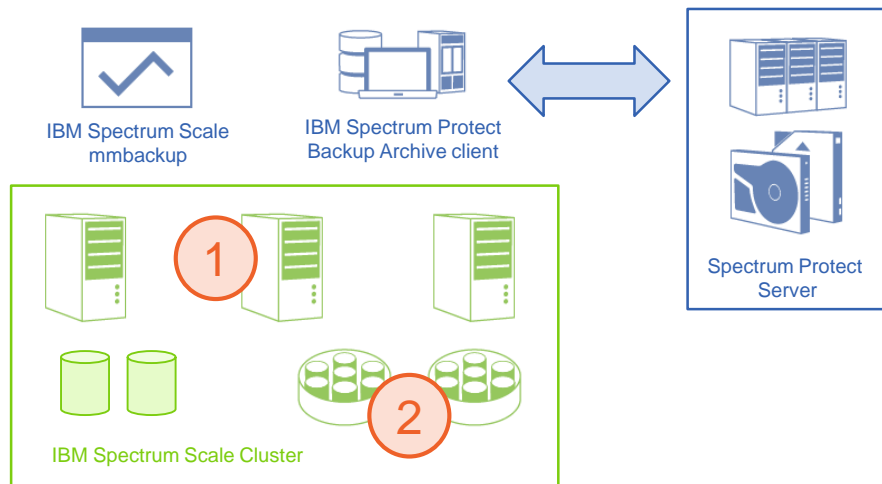 IBM Spectrum Scale
mmbackup
IBM Spectrum Protect
Backup Archive client
1
Spectrum Protect
Server
2
IBM Spectrum Scale Cluster